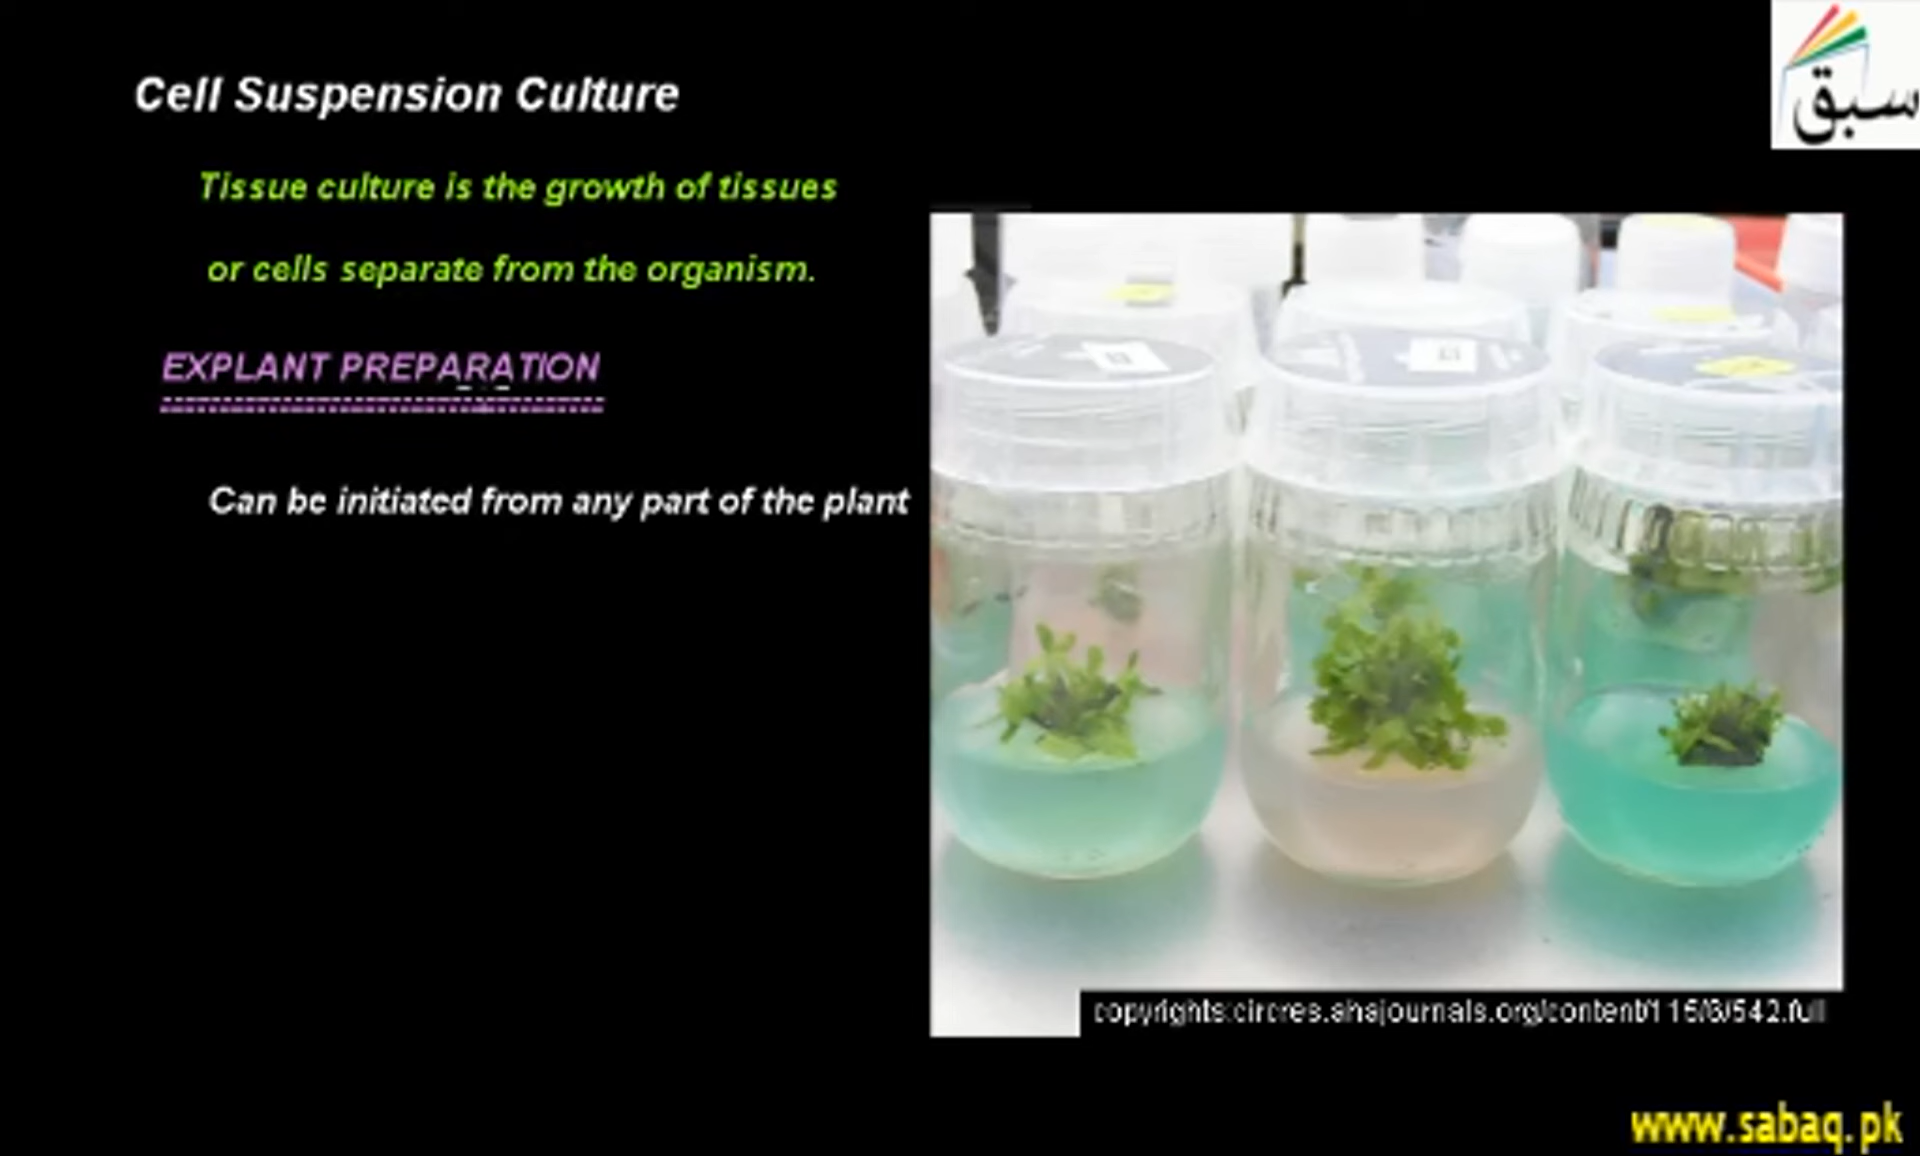 Cell Suspension Culture
سبق
Tissue culture is the growth of tissues
or cells separate from the organism.
EXPLANT PREPARATION
Can be initiated from any part of the plant
copyrights:circres.ahajournals.org/content/115/6/542.full
www.sabaq.pk